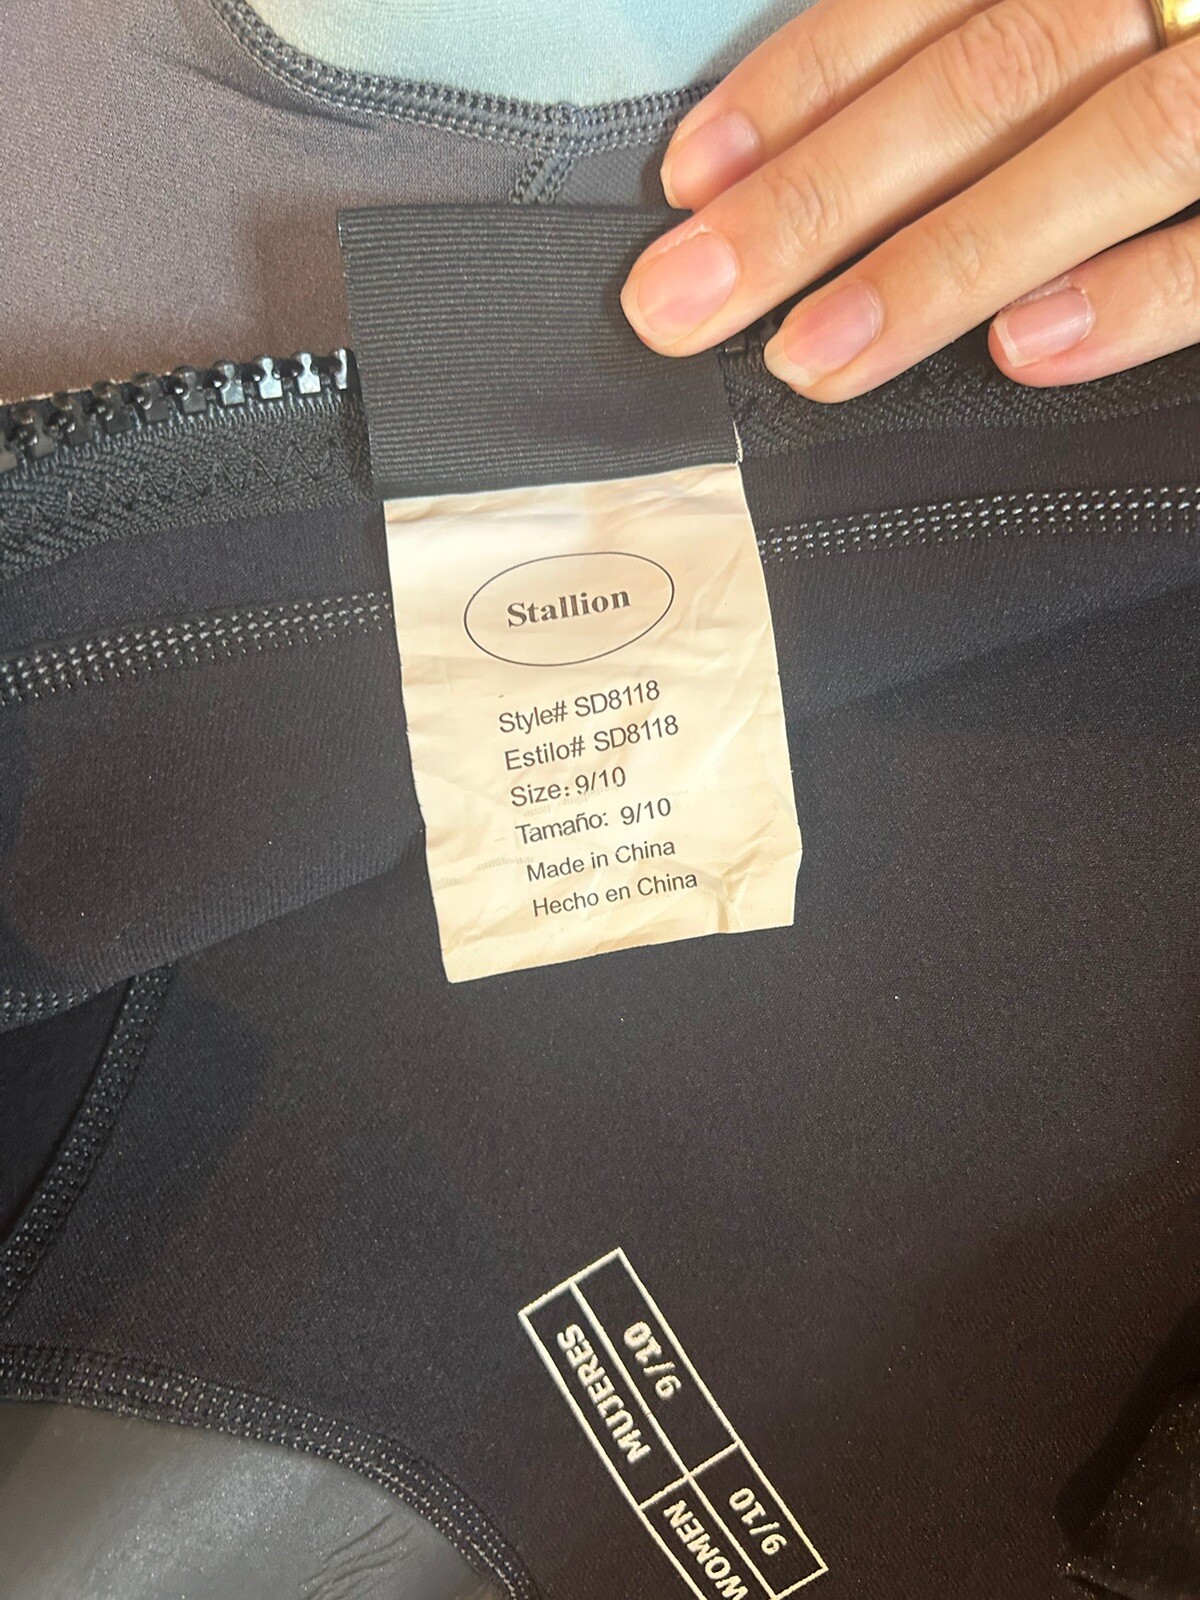 Stallion
Style# SD8118
Estilo# SD8118
Size: 9/10
Tamaño: 9/10
Made in China
Hecho en China
MUJERES 9/10
WOMEN 9/10